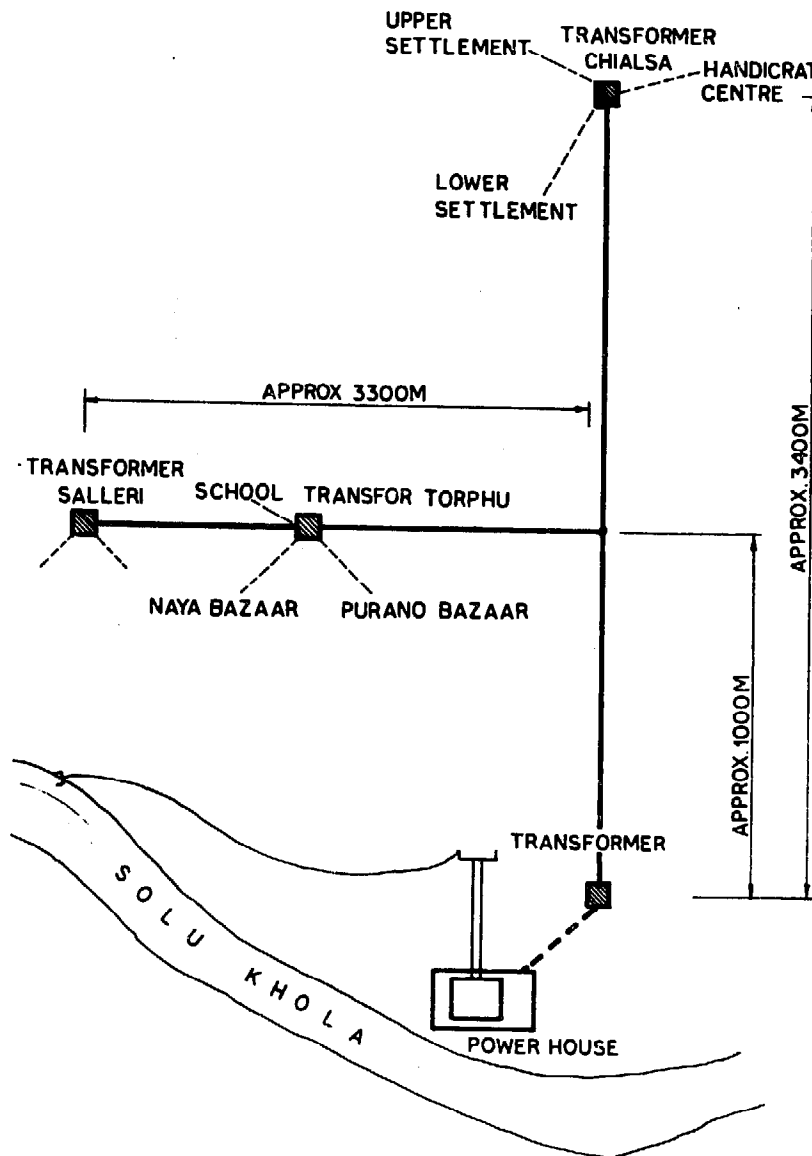 UPPER
SETTLEMENT
TRANSFORMER
CHIALSA
HANDICRAT
CENTRE
LOWER
SETTLEMENT
APPROX 3300M
APPROX. 3400M
TRANSFORMER
SALLERI
SCHOOL
TRANSFOR TORPHU
NAYA BAZAAR
PURANO BAZAAR
APPROX. 1000M
TRANSFORMER
SOLU KHOLA
POWER HOUSE